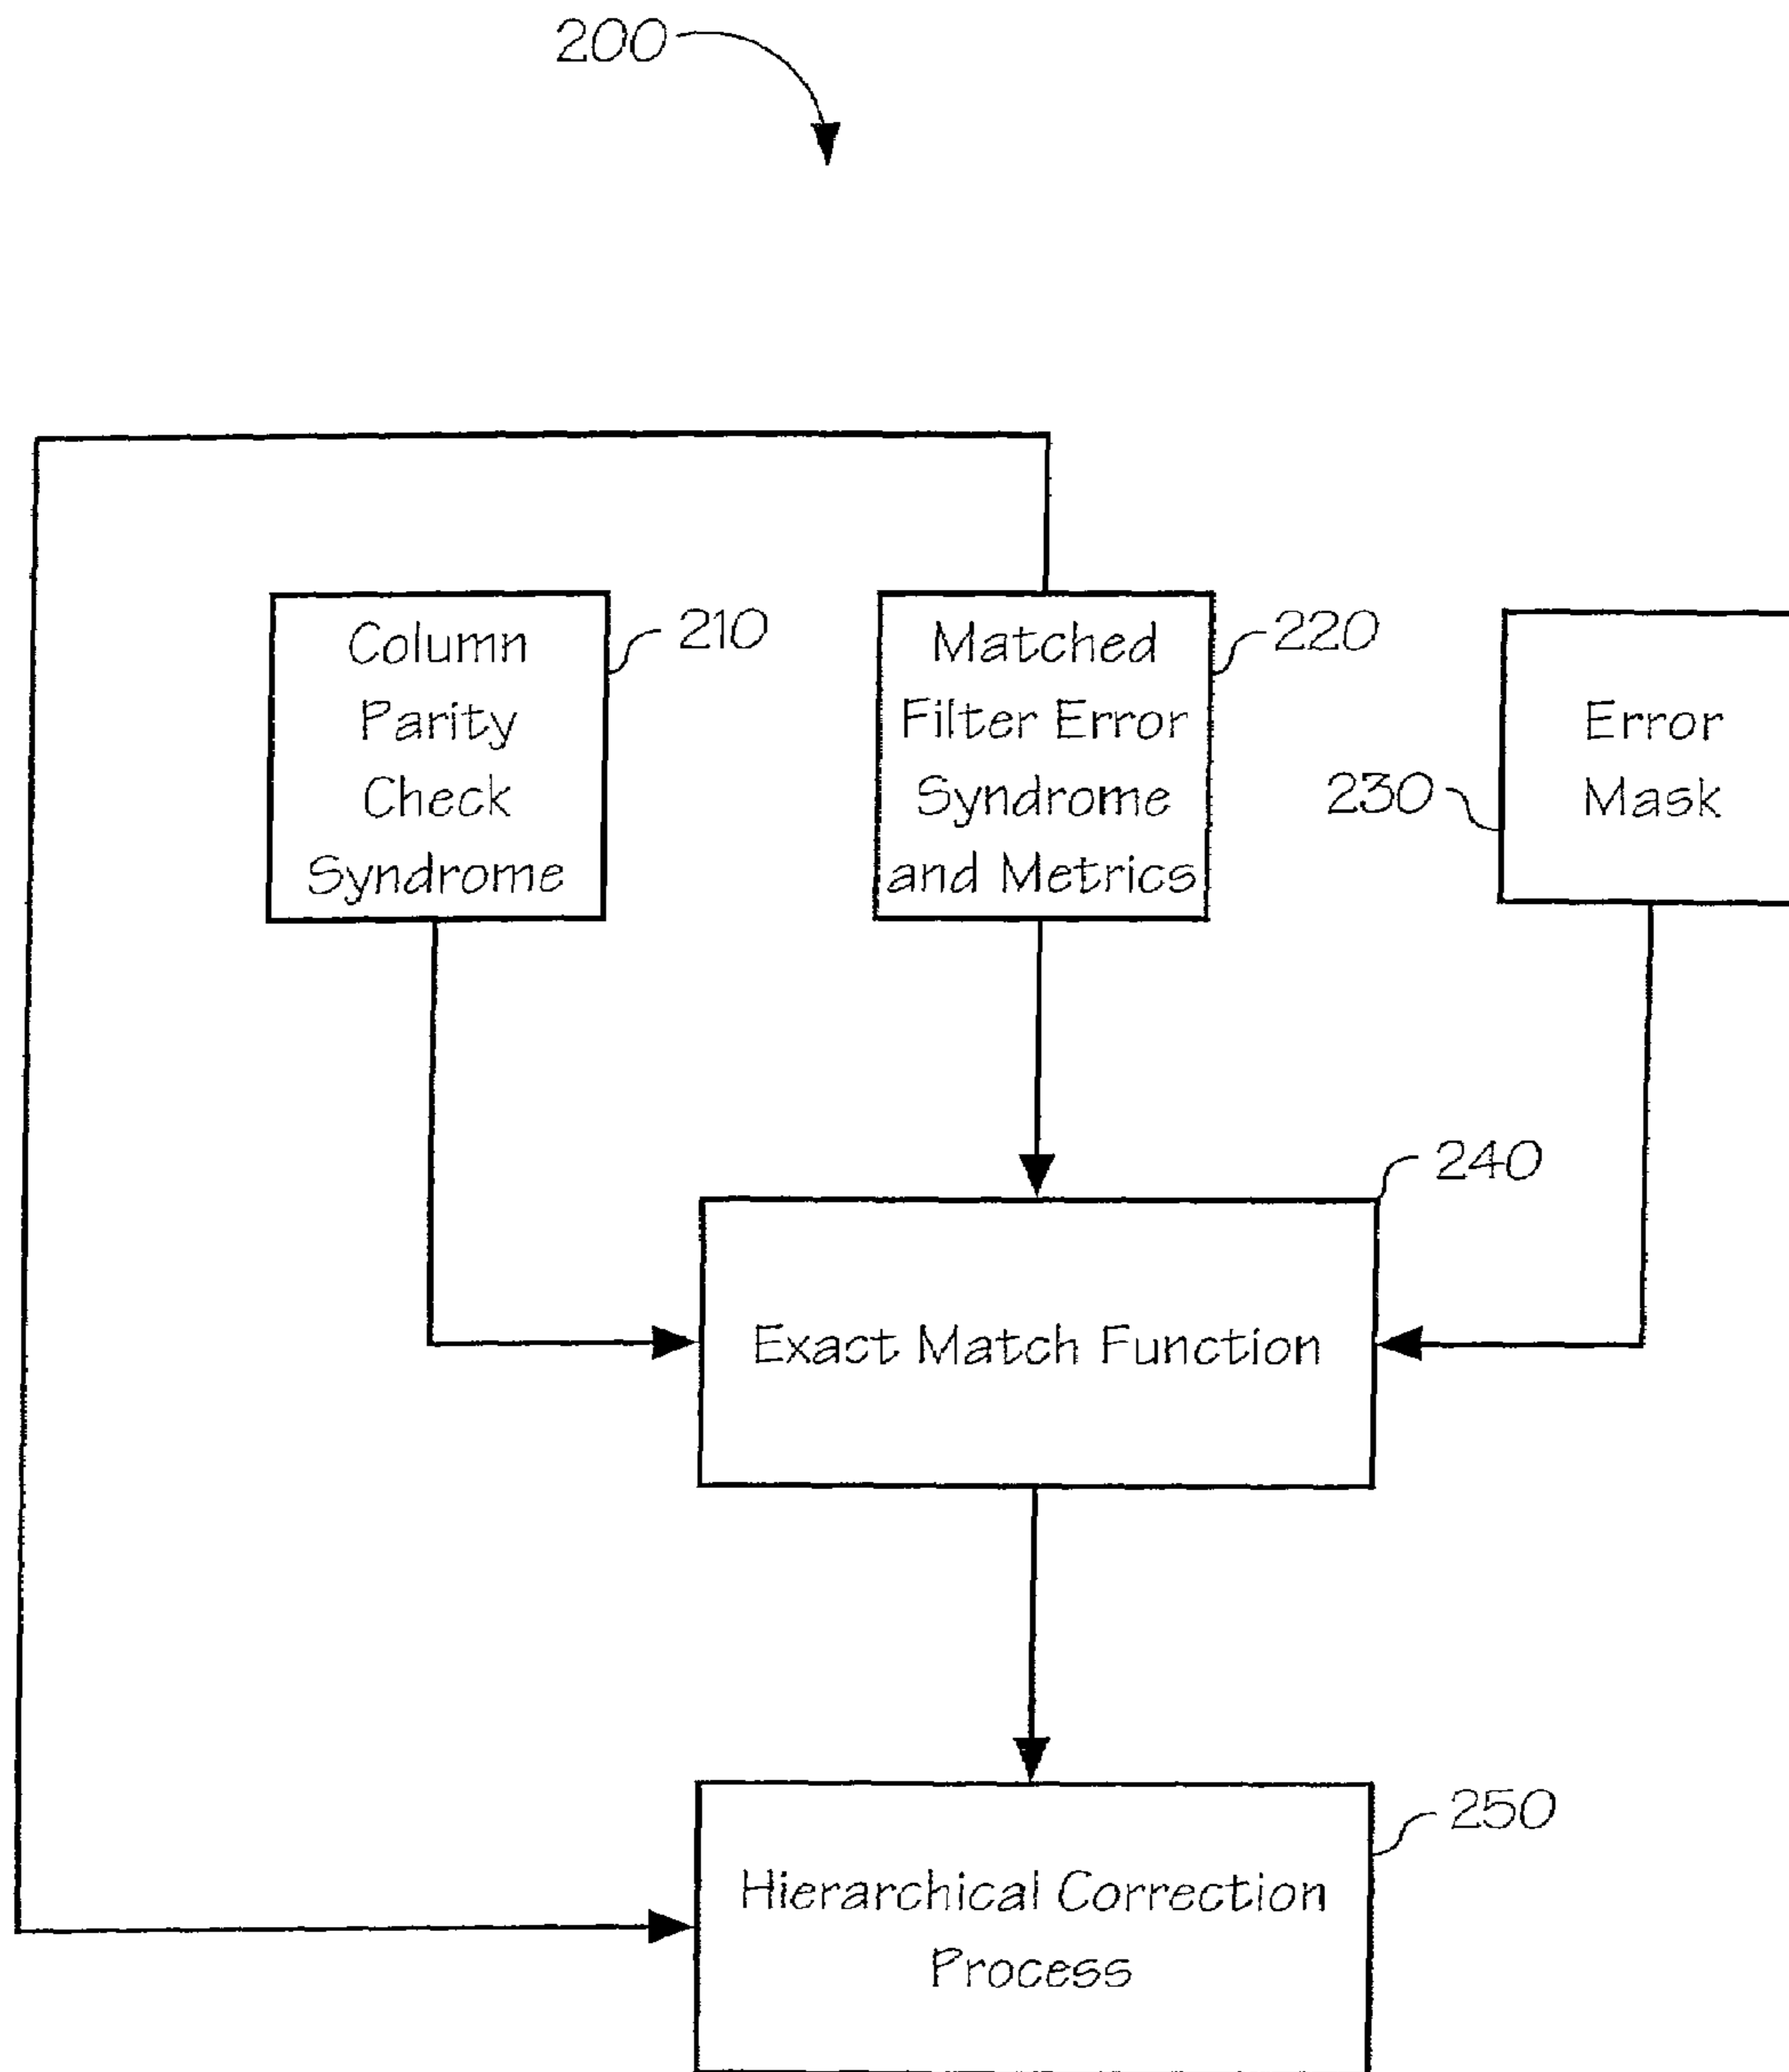 200
Column
Parity
Check
Syndrome
210
Matched
Filter Error
Syndrome
and Metrics
220
Error
Mask
230
240
Exact Match Function
250
Hierarchical Correction
Process